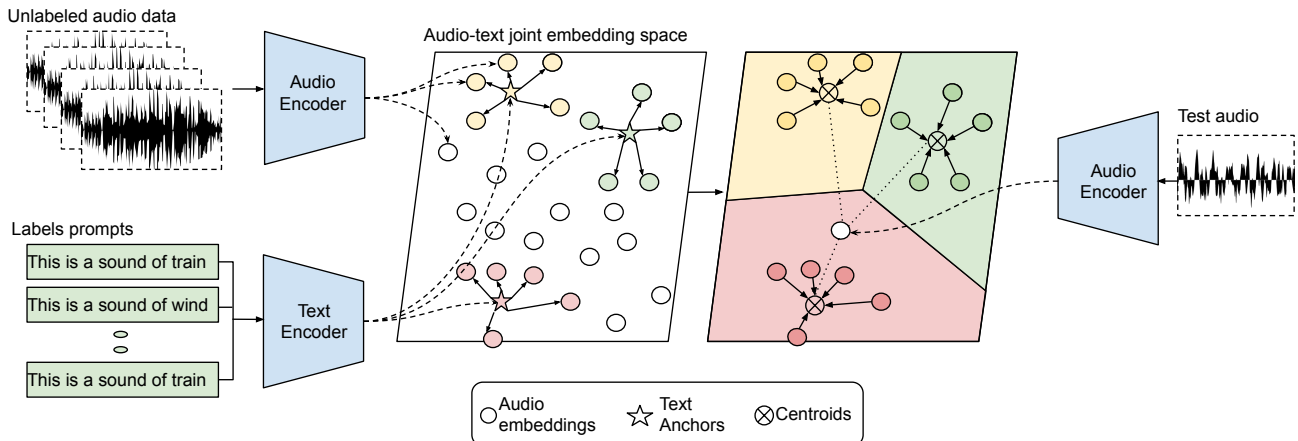 Unlabeled audio data
Audio
Encoder
Audio-text joint embedding space
Test audio
Audio
Encoder
Labels prompts
This is a sound of train
This is a sound of wind
This is a sound of train
Text
Encoder
Audio
embeddings
Text
Anchors
Centroids